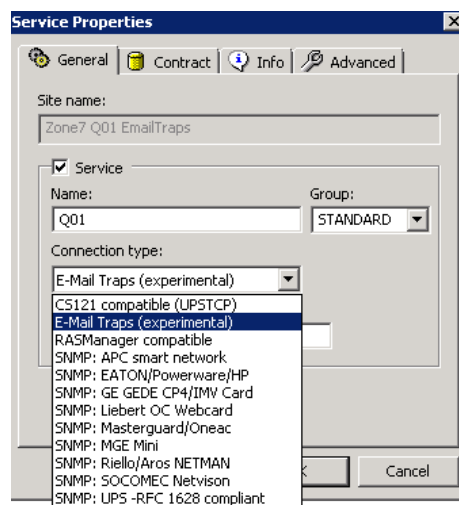 Service Properties
General Contract Info Advanced
Site name:
Zone7 Q01 EmailTraps
Service
Name: Group:
Q01 STANDARD
Connection type:
E-Mail Traps (experimental)
CS121 compatible (UPSTCP)
E-Mail Traps (experimental)
RASManager compatible
SNMP: APC smart network
SNMP: EATON/Powerware/HP
SNMP: GE GEDE CP4/IMV Card
SNMP: Liebert OC Webcard
SNMP: Masterguard/Oneac
SNMP: MGE Mini
SNMP: Riello/Aros NETMAN
SNMP: SOCOMEC Netvison
SNMP: UPS -RFC 1628 compliant
Cancel